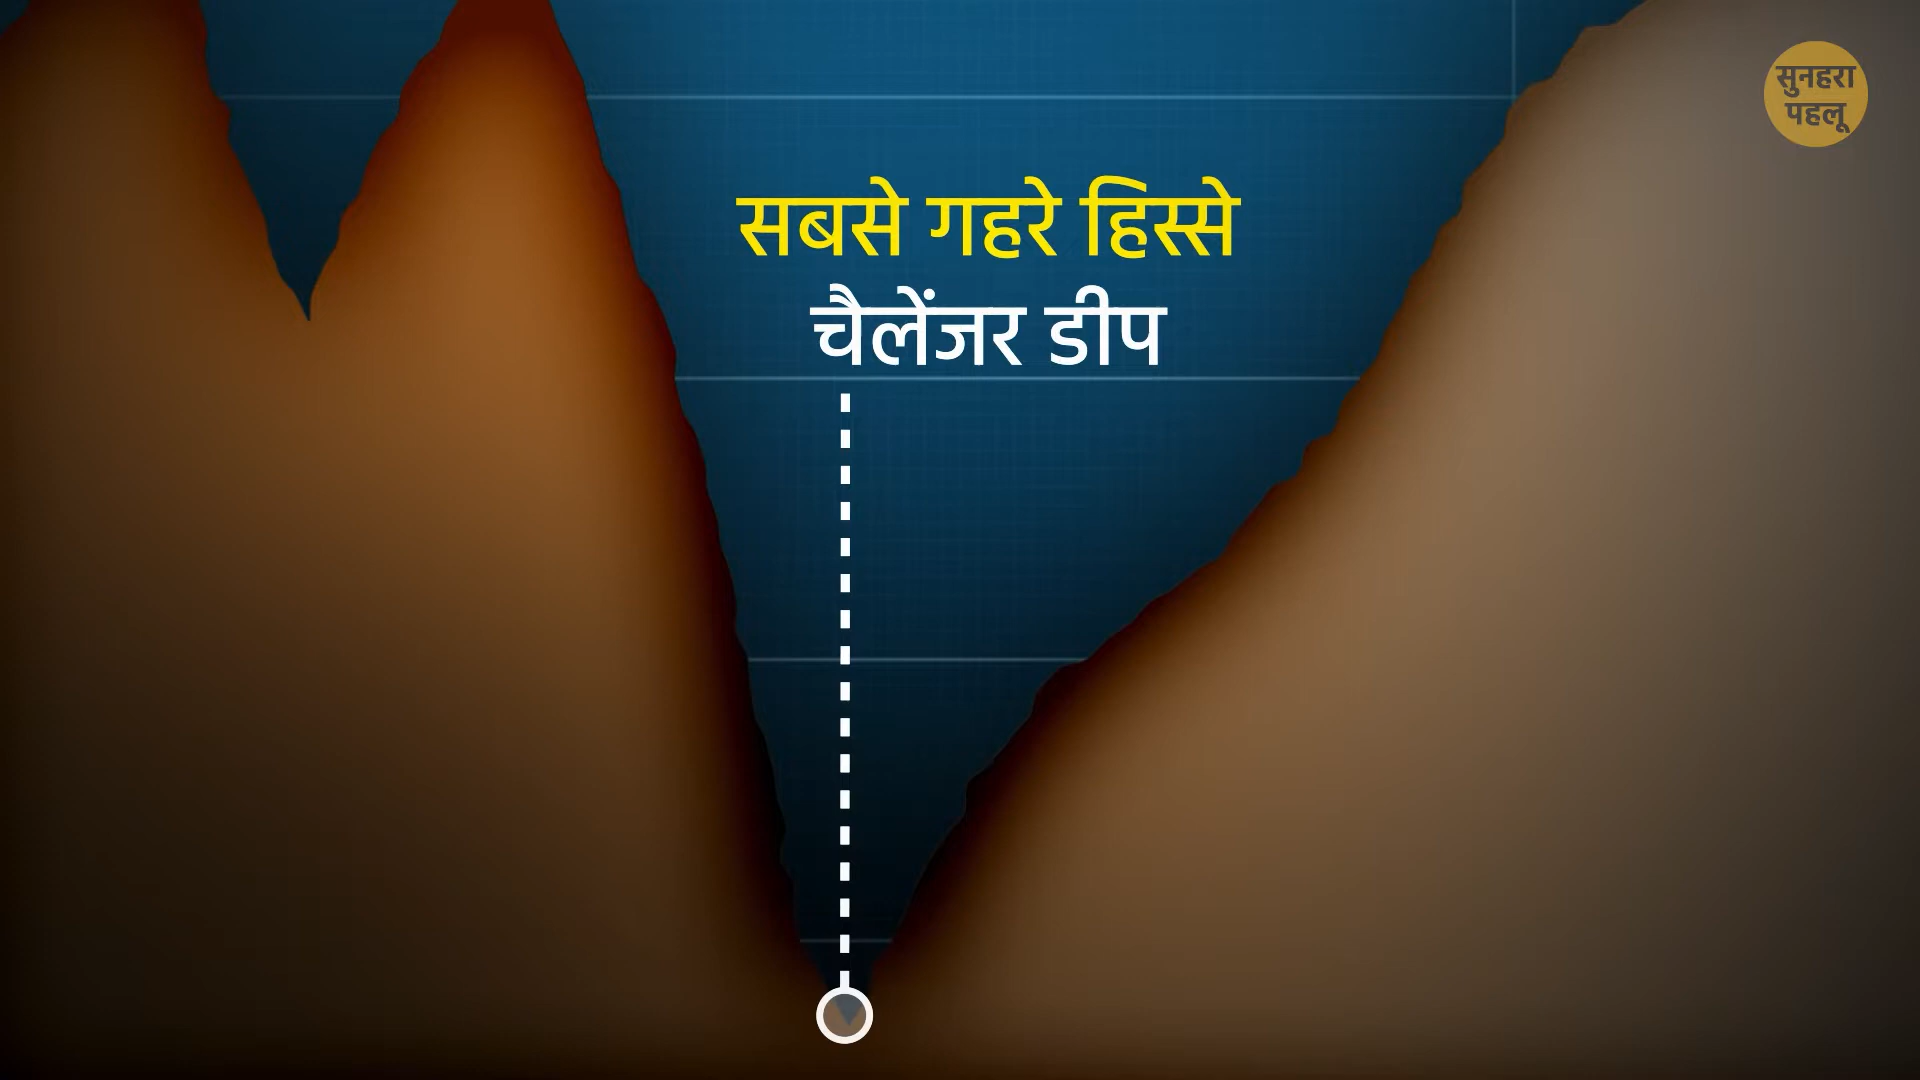 सुनहरा
पहलू
सबसे गहरे हिस्से
चैलेंजर डीप